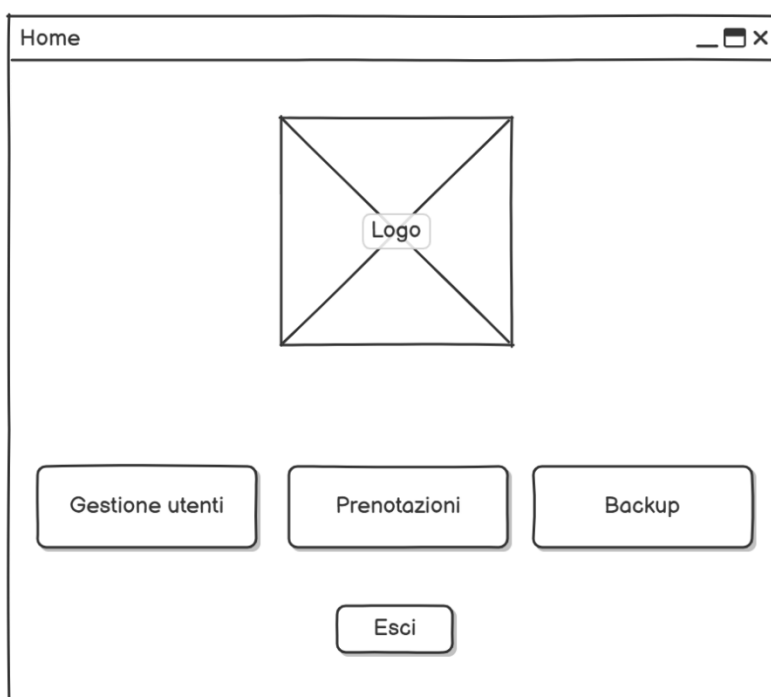 Home
Logo
Gestione utenti
Prenotazioni
Backup
Esci